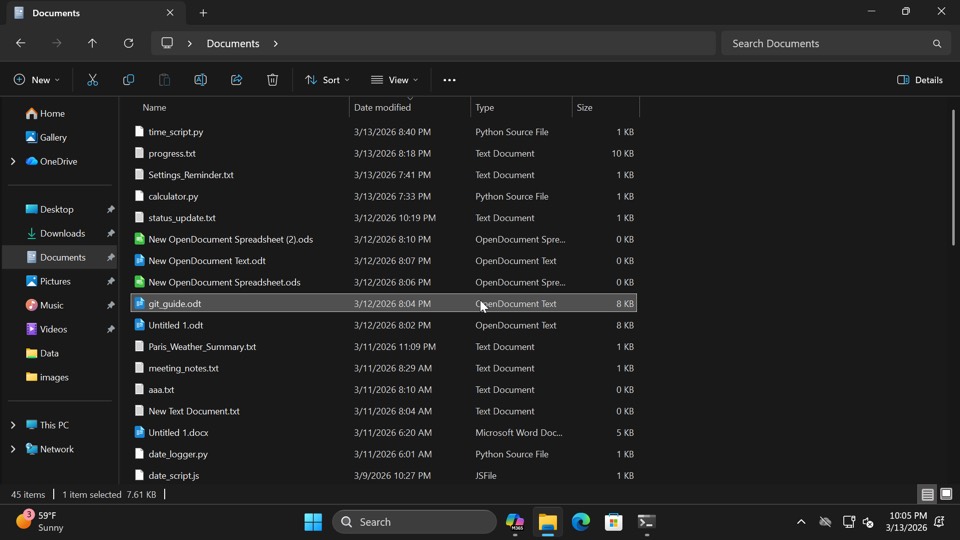 Documents
Documents
Search Documents
New
Sort
View
Details
Name Date modified Type Size
Home
Gallery
OneDrive
Desktop
Downloads
Documents
Pictures
Music
Videos
Data
images
This PC
Network
time_script.py 3/13/2026 8:40 PM Python Source File 1 KB
progress.txt 3/13/2026 8:18 PM Text Document 10 KB
Settings_Reminder.txt 3/13/2026 7:41 PM Text Document 1 KB
calculator.py 3/13/2026 7:33 PM Python Source File 1 KB
status_update.txt 3/12/2026 10:19 PM Text Document 1 KB
New OpenDocument Spreadsheet (2).ods 3/12/2026 8:10 PM OpenDocument Spre... 0 KB
New OpenDocument Text.odt 3/12/2026 8:07 PM OpenDocument Text 0 KB
New OpenDocument Spreadsheet.ods 3/12/2026 8:06 PM OpenDocument Spre... 0 KB
git_guide.odt 3/12/2026 8:04 PM OpenDocument Text 8 KB
Untitled 1.odt 3/12/2026 8:02 PM OpenDocument Text 8 KB
Paris_Weather_Summary.txt 3/11/2026 11:09 PM Text Document 1 KB
meeting_notes.txt 3/11/2026 8:29 AM Text Document 1 KB
aaa.txt 3/11/2026 8:10 AM Text Document 0 KB
New Text Document.txt 3/11/2026 8:04 AM Text Document 0 KB
Untitled 1.docx 3/11/2026 6:20 AM Microsoft Word Doc... 5 KB
date_logger.py 3/11/2026 6:01 AM Python Source File 1 KB
date_script.js 3/9/2026 10:27 PM JSFile 1 KB
45 items 1 item selected 7.61 KB
3
59°F
Sunny
Search
M365
10:05 PM
3/13/2026